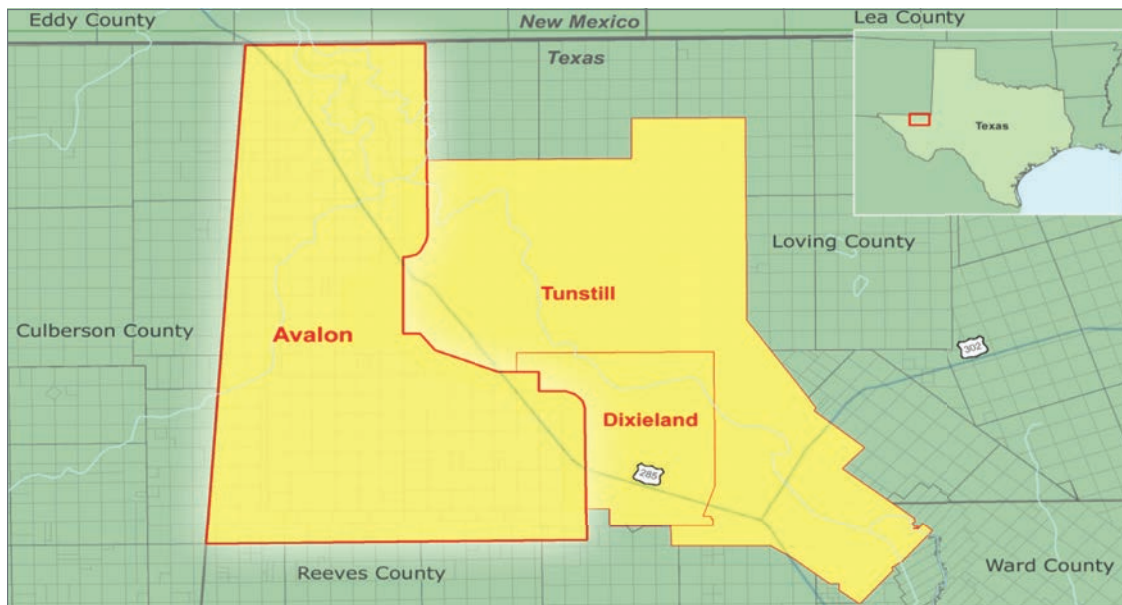 Eddy County
New Mexico
Lea County
Texas
Texas
Loving County
Tunstill
Culberson County
Avalon
302
Dixieland
285
Reeves County
Ward County